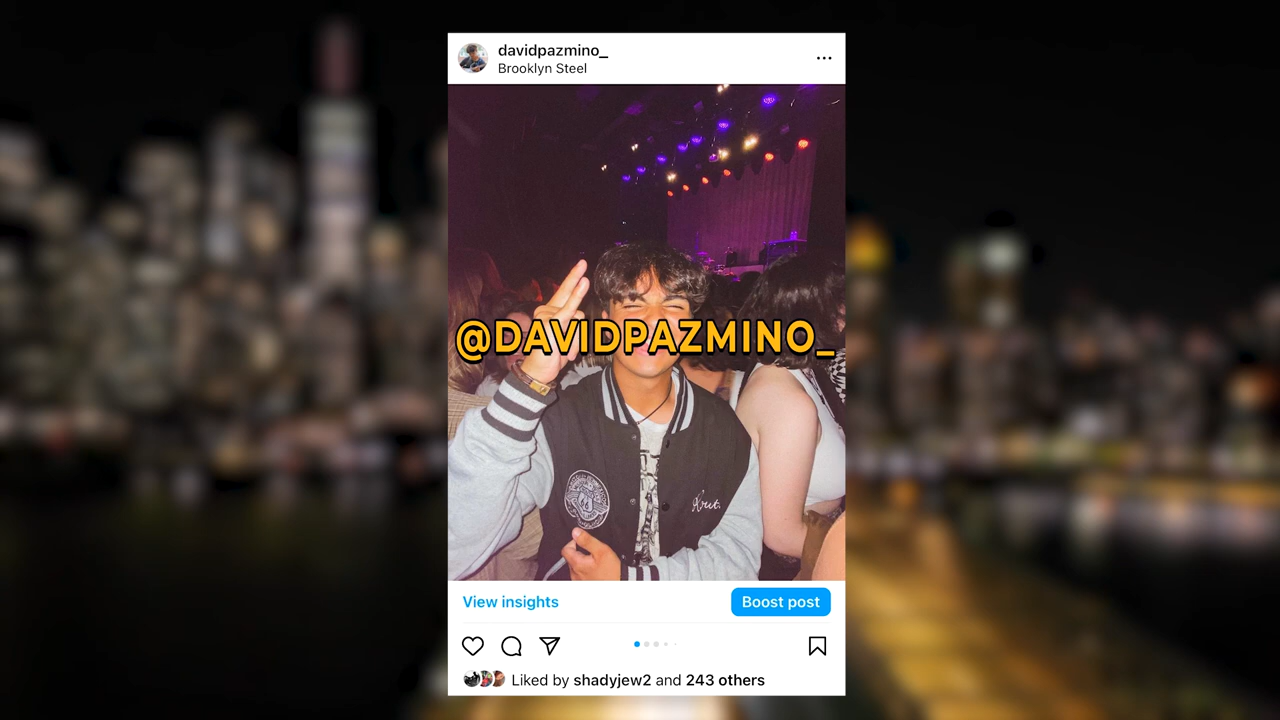 davidpazmino_
Brooklyn Steel
@DAVIDPAZMINO_
View insights
Boost post
Liked by shadyjew2 and 243 others